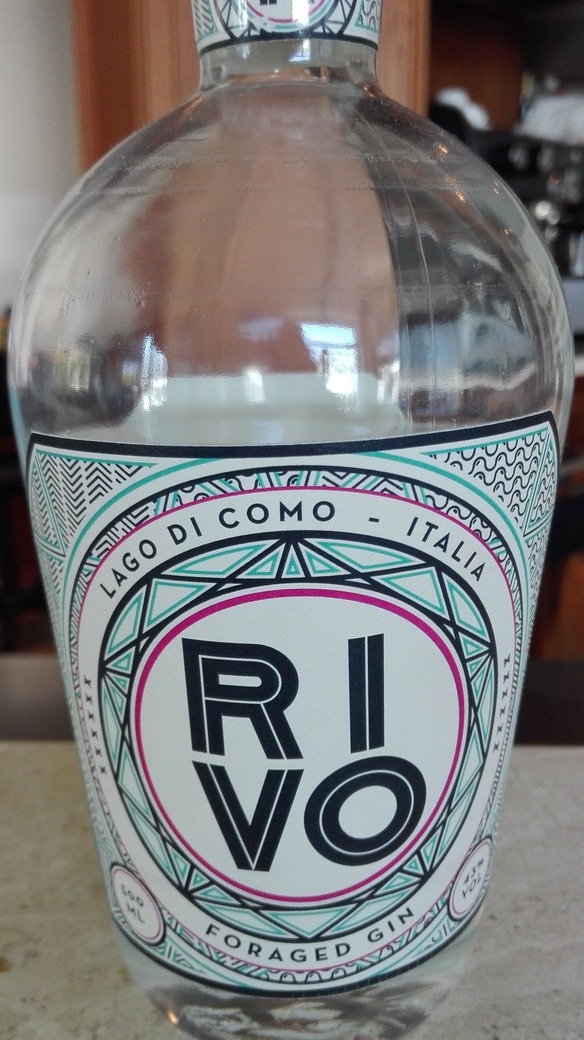 LAGO DI COMO - ITALIA
RI
VO
500
ML
43%
VOL
FORAGED GIN